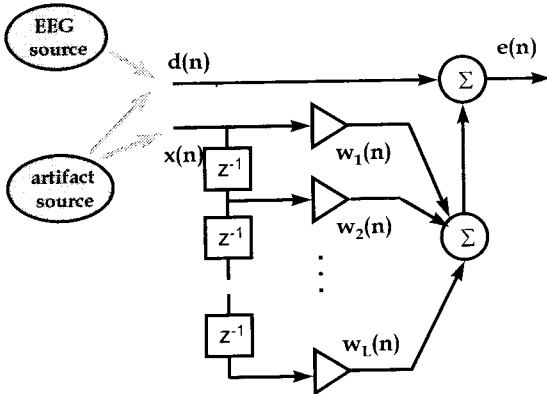 EEG
source
d(n)
e(n)
Σ
x(n)
w₁(n)
z⁻¹
artifact
source
w₂(n)
Σ
z⁻¹
z⁻¹
w_L(n)